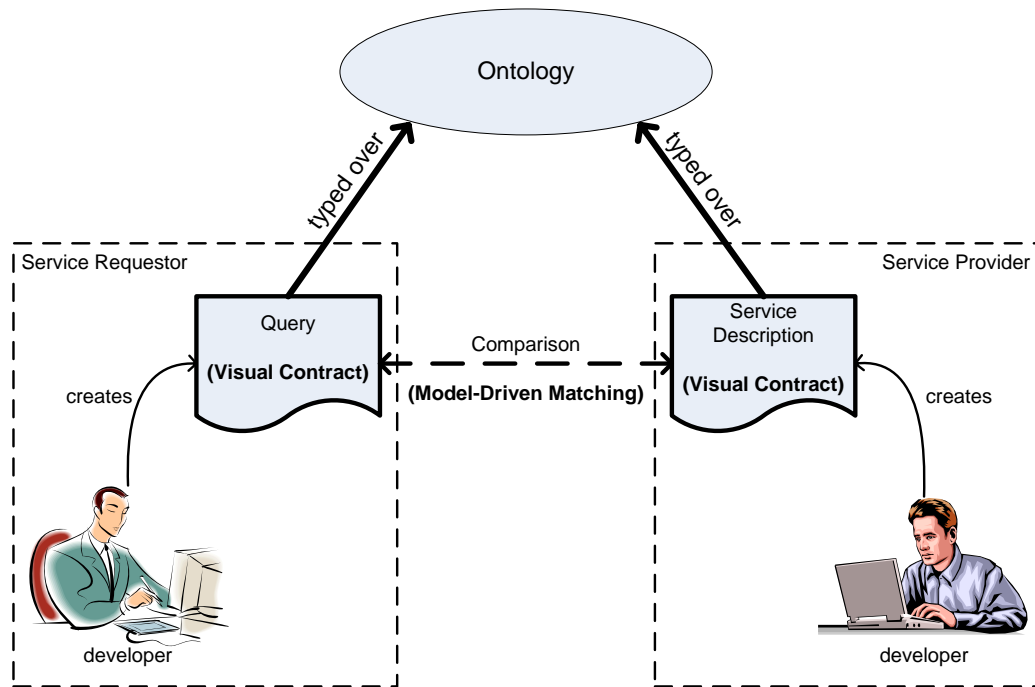 Ontology
typed over
typed over
Service Requestor
Service Provider
Query
(Visual Contract)
Comparison
(Model-Driven Matching)
Service
Description
(Visual Contract)
creates
creates
developer
developer